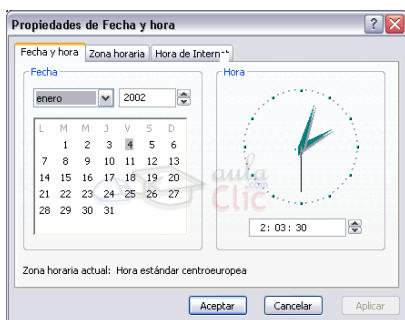 Propiedades de Fecha y hora
Fecha y hora Zona horaria Hora de Internet
Fecha
enero 2002
L M M J V S D
1 2 3 4 5 6
7 8 9 10 11 12 13
14 15 16 17 18 19 20
21 22 23 24 25 26 27
28 29 30 31
Hora
aula
Clic
2: 03: 30
Zona horaria actual: Hora estándar centroeuropea
Aceptar Cancelar Aplicar